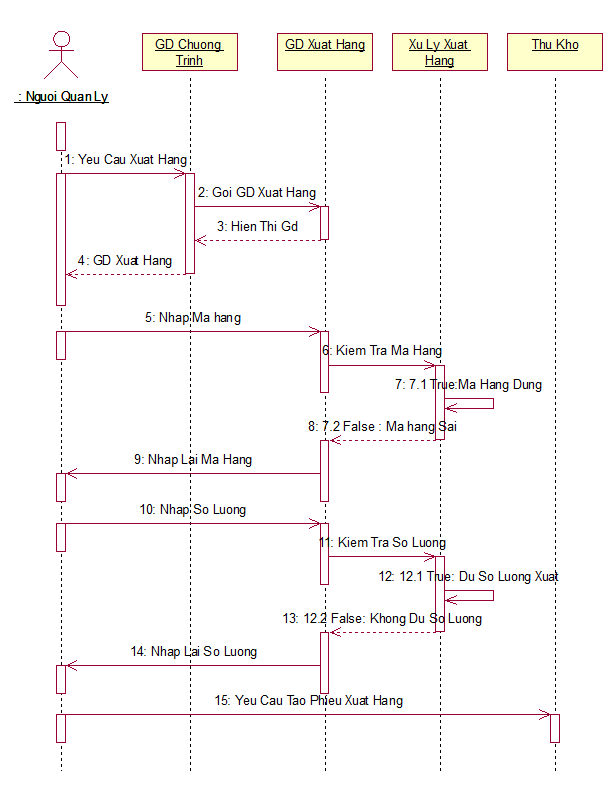 GD Chuong
Trinh
GD Xuat Hang
Xu Ly Xuat
Hang
Thu Kho
: Nguoi Quan Ly
1: Yeu Cau Xuat Hang
2: Goi GD Xuat Hang
3: Hien Thi Gd
4: GD Xuat Hang
5: Nhap Ma hang
6: Kiem Tra Ma Hang
7: 7.1 True:Ma Hang Dung
8: 7.2 False : Ma hang Sai
9: Nhap Lai Ma Hang
10: Nhap So Luong
11: Kiem Tra So Luong
12: 12.1 True: Du So Luong Xuat
13: 12.2 False: Khong Du So Luong
14: Nhap Lai So Luong
15: Yeu Cau Tao Phieu Xuat Hang